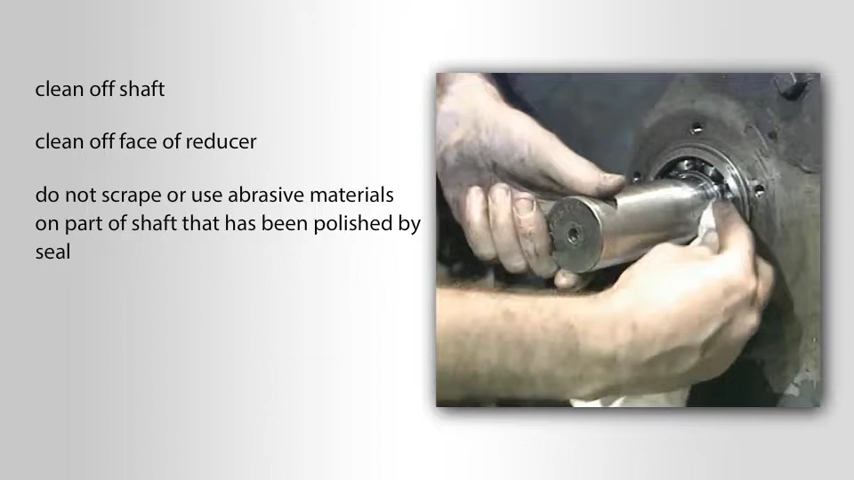 clean off shaft
clean off face of reducer
do not scrape or use abrasive materials
on part of shaft that has been polished by
seal